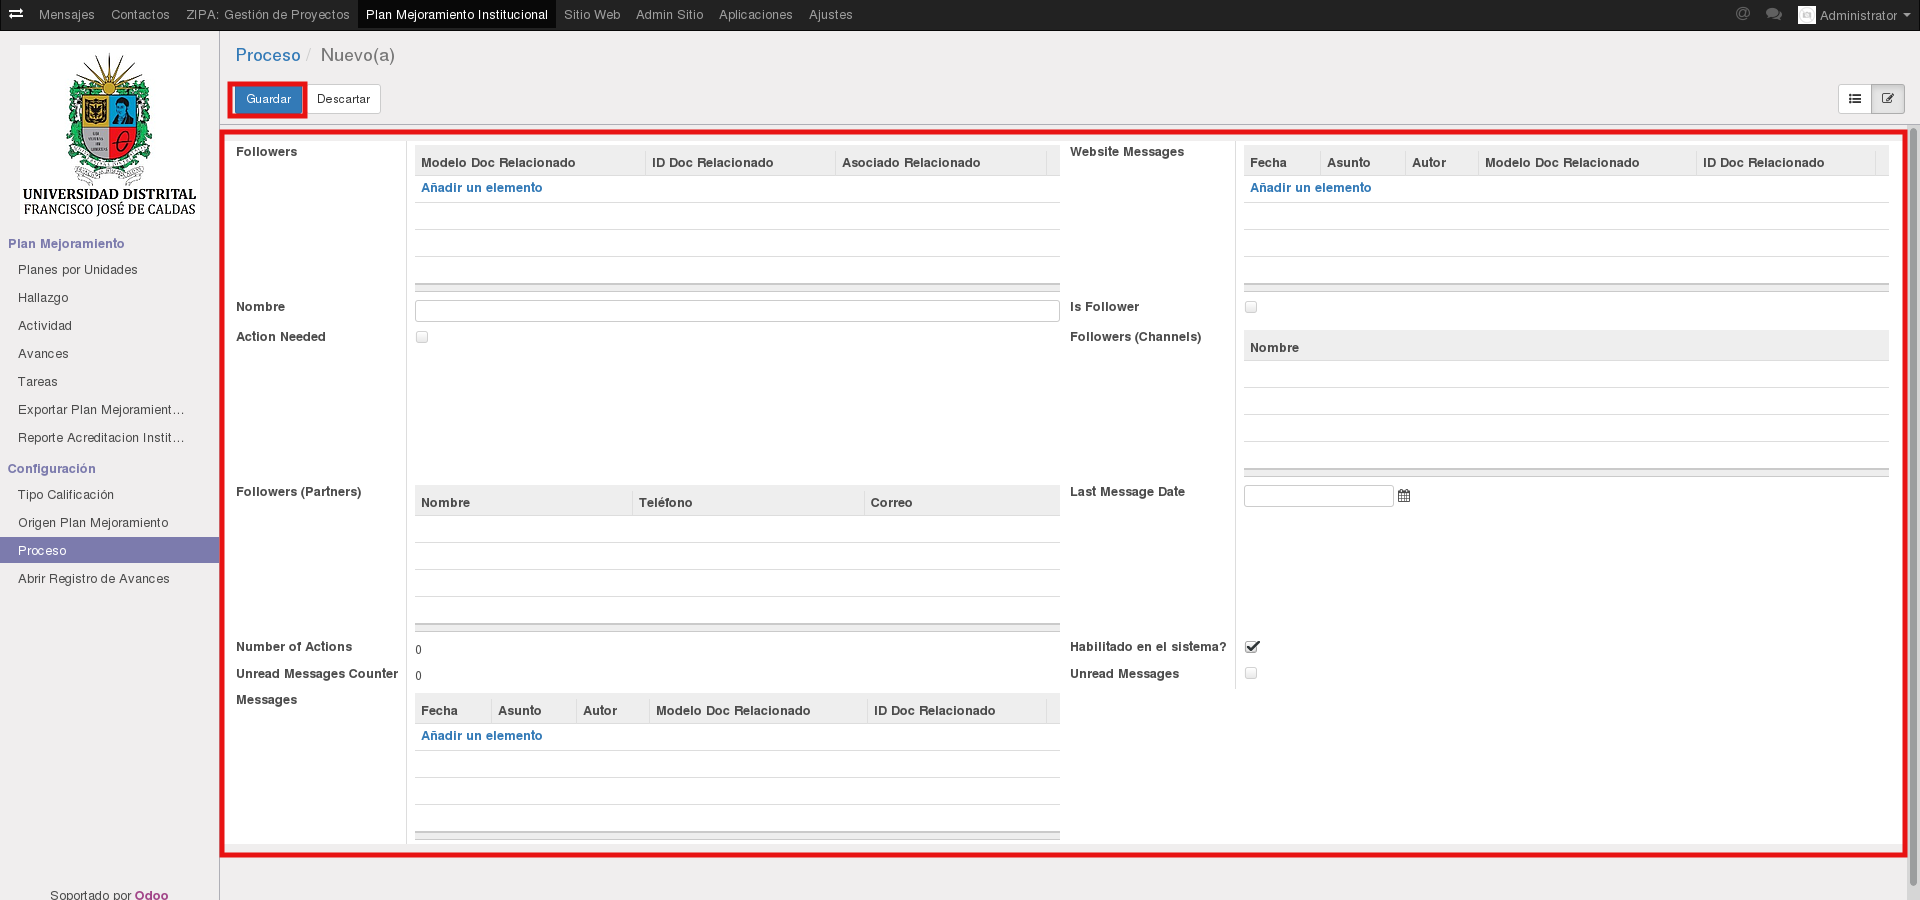 Mensajes Contactos ZIPA: Gestión de Proyectos Plan Mejoramiento Institucional Sitio Web Admin Sitio Aplicaciones Ajustes @ Administrator
UNIVERSIDAD DISTRITAL
FRANCISCO JOSÉ DE CALDAS
Plan Mejoramiento
Planes por Unidades
Hallazgo
Actividad
Avances
Tareas
Exportar Plan Mejoramient...
Reporte Acreditacion Instit...
Configuración
Tipo Calificación
Origen Plan Mejoramiento
Proceso
Abrir Registro de Avances
Soportado por Odoo
Proceso / Nuevo(a)
Guardar Descartar
Followers
Modelo Doc Relacionado ID Doc Relacionado Asociado Relacionado
Añadir un elemento
Website Messages
Fecha Asunto Autor Modelo Doc Relacionado ID Doc Relacionado
Añadir un elemento
Nombre
Is Follower
Action Needed
Followers (Channels)
Nombre
Followers (Partners)
Nombre Teléfono Correo
Last Message Date
Number of Actions 0
Habilitado en el sistema?
Unread Messages Counter 0
Unread Messages
Messages
Fecha Asunto Autor Modelo Doc Relacionado ID Doc Relacionado
Añadir un elemento